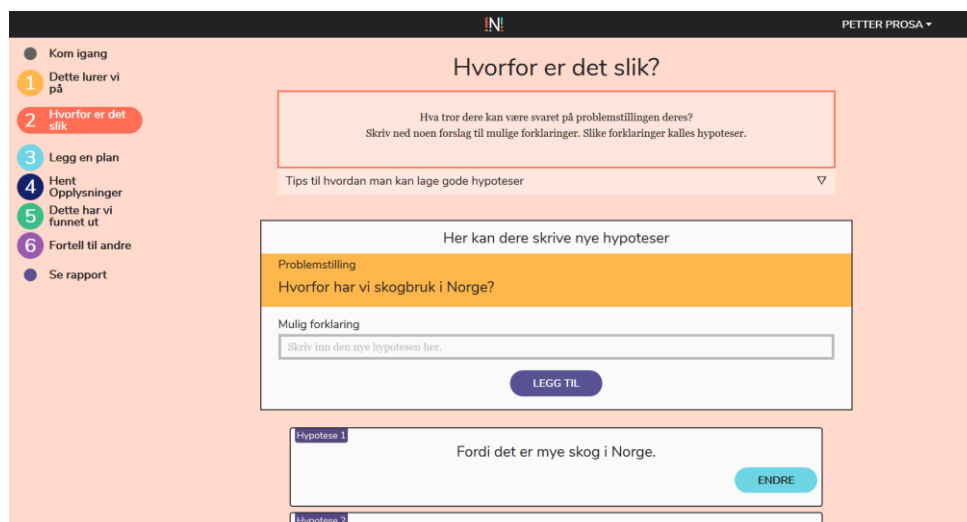 !N!
PETTER PROSA
Kom igang
1 Dette lurer vi
på
2 Hvorfor er det
slik
3 Legg en plan
4 Hent
Opplysninger
5 Dette har vi
funnet ut
6 Fortell til andre
Se rapport
Hvorfor er det slik?
Hva tror dere kan være svaret på problemstillingen deres?
Skriv ned noen forslag til mulige forklaringer. Slike forklaringer kalles hypoteser.
Tips til hvordan man kan lage gode hypoteser
Her kan dere skrive nye hypoteser
Problemstilling
Hvorfor har vi skogbruk i Norge?
Mulig forklaring
Skriv inn den nye hypotesen her.
LEGG TIL
Hypotese 1
Fordi det er mye skog i Norge.
ENDRE
Hypotese 2